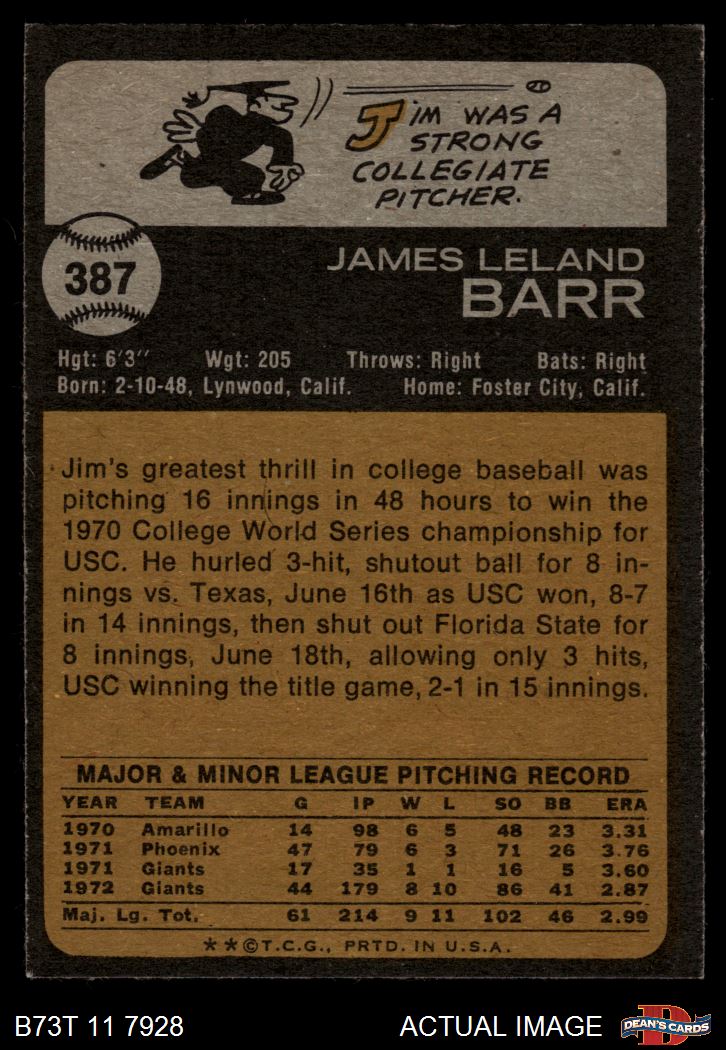 JIM WAS A
STRONG
COLLEGIATE
PITCHER.
387
JAMES LELAND
BARR
Hgt: 6'3" Wgt: 205 Throws: Right Bats: Right
Born: 2-10-48, Lynwood, Calif. Home: Foster City, Calif.
Jim's greatest thrill in college baseball was
pitching 16 innings in 48 hours to win the
1970 College World Series championship for
USC. He hurled 3-hit, shutout ball for 8 in-
nings vs. Texas, June 16th as USC won, 8-7
in 14 innings, then shut out Florida State for
8 innings, June 18th, allowing only 3 hits,
USC winning the title game, 2-1 in 15 innings.
MAJOR & MINOR LEAGUE PITCHING RECORD
YEAR TEAM G IP W L SO BB ERA
1970 Amarillo 14 98 6 5 48 23 3.31
1971 Phoenix 47 79 6 3 71 26 3.76
1971 Giants 17 35 1 1 16 5 3.60
1972 Giants 44 179 8 10 86 41 2.87
Maj. Lg. Tot. 61 214 9 11 102 46 2.99
**©T.C.G., PRTD. IN U.S.A.
B73T 11 7928 ACTUAL IMAGE
D
DEAN'S CARDS